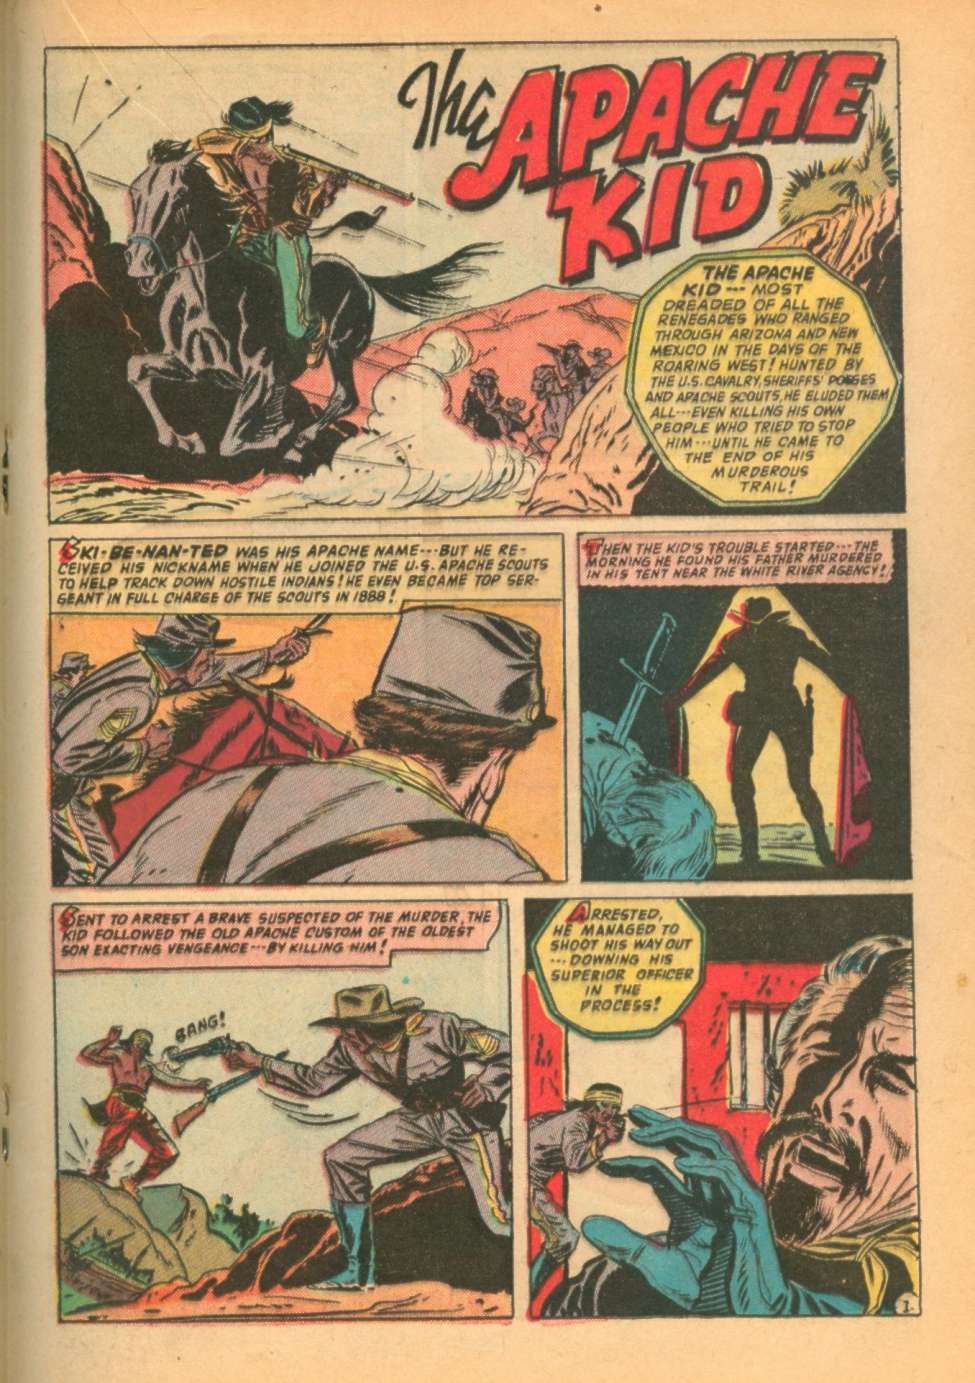 The
APACHE
KID
THE APACHE
KID --- MOST
DREADED OF ALL THE
RENEGADES WHO RANGED
THROUGH ARIZONA AND NEW
MEXICO IN THE DAYS OF THE
ROARING WEST! HUNTED BY
THE U.S. CAVALRY, SHERIFFS' POSSES
AND APACHE SCOUTS, HE ELUDED THEM
ALL---EVEN KILLING HIS OWN
PEOPLE WHO TRIED TO STOP
HIM---UNTIL HE CAME TO
THE END OF HIS
MURDEROUS
TRAIL!
SKI-BE-NAN-TED WAS HIS APACHE NAME---BUT HE RE-
CEIVED HIS NICKNAME WHEN HE JOINED THE U.S. APACHE SCOUTS
TO HELP TRACK DOWN HOSTILE INDIANS! HE EVEN BECAME TOP SER-
GEANT IN FULL CHARGE OF THE SCOUTS IN 1888!
THEN THE KID'S TROUBLE STARTED---THE
MORNING HE FOUND HIS FATHER MURDERED
IN HIS TENT NEAR THE WHITE RIVER AGENCY!
SENT TO ARREST A BRAVE SUSPECTED OF THE MURDER, THE
KID FOLLOWED THE OLD APACHE CUSTOM OF THE OLDEST
SON EXACTING VENGEANCE---BY KILLING HIM!
BANG!
ARRESTED,
HE MANAGED TO
SHOOT HIS WAY OUT
---DOWNING HIS
SUPERIOR OFFICER
IN THE
PROCESS!
1